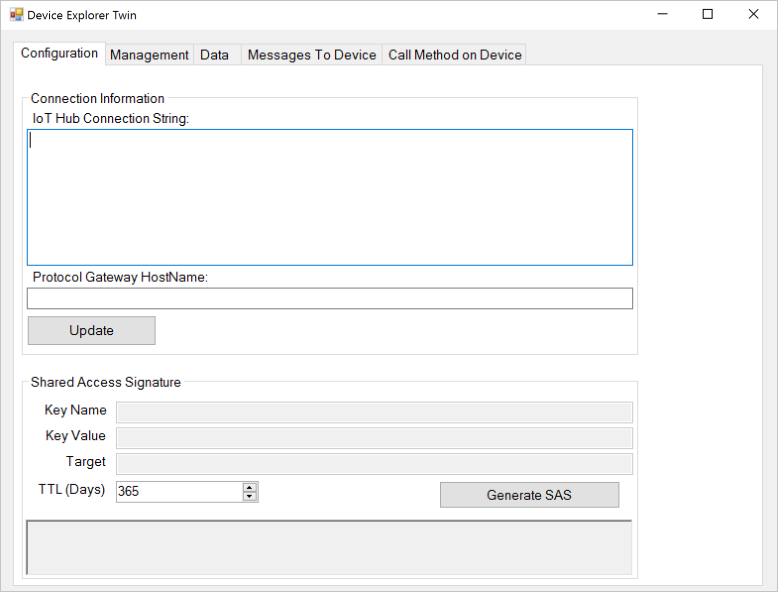 Device Explorer Twin
Configuration Management Data Messages To Device Call Method on Device
Connection Information
IoT Hub Connection String:
Protocol Gateway HostName:
Update
Shared Access Signature
Key Name
Key Value
Target
TTL (Days) 365 Generate SAS